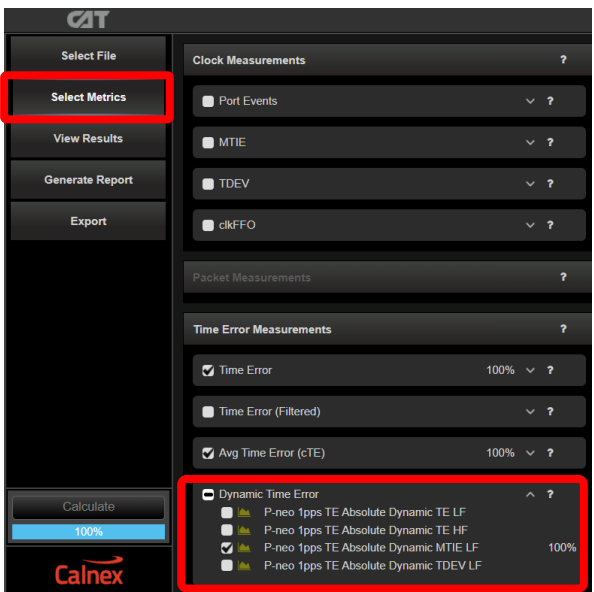 CAT
Select File
Select Metrics
View Results
Generate Report
Export
Clock Measurements ?
Port Events ?
MTIE ?
TDEV ?
clkFFO ?
Packet Measurements ?
Time Error Measurements ?
Time Error 100% ?
Time Error (Filtered) ?
Avg Time Error (cTE) 100% ?
Dynamic Time Error ?
P-neo 1pps TE Absolute Dynamic TE LF
P-neo 1pps TE Absolute Dynamic TE HF
P-neo 1pps TE Absolute Dynamic MTIE LF 100%
P-neo 1pps TE Absolute Dynamic TDEV LF
Calculate
100%
Calnex